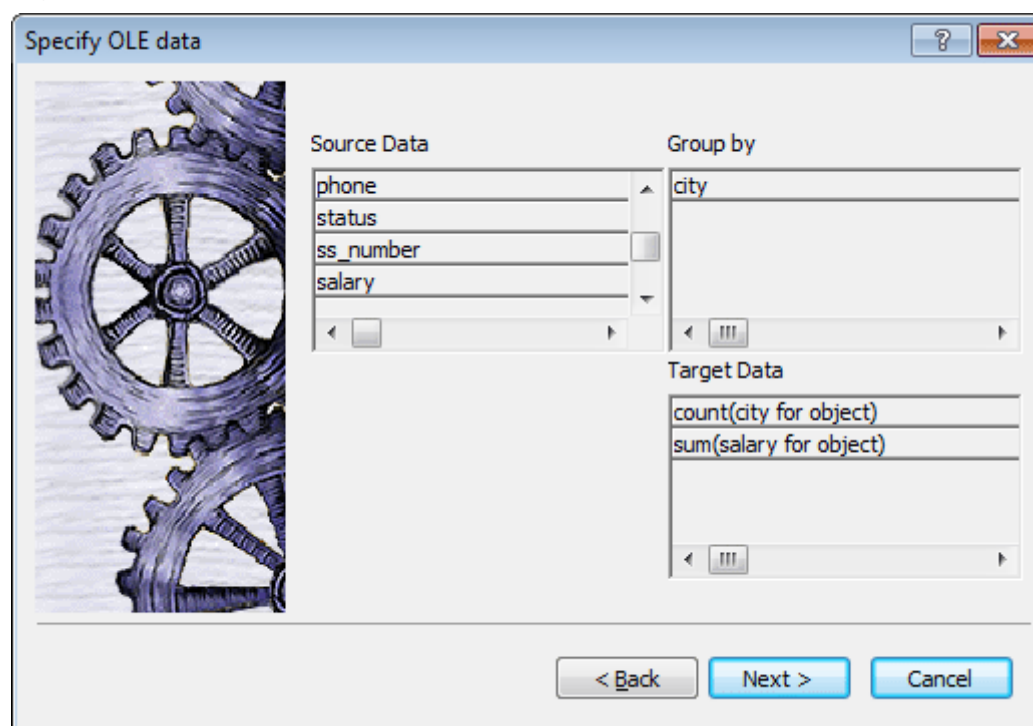 Specify OLE data
Source Data
phone
status
ss_number
salary
Group by
city
Target Data
count(city for object)
sum(salary for object)
< Back
Next >
Cancel